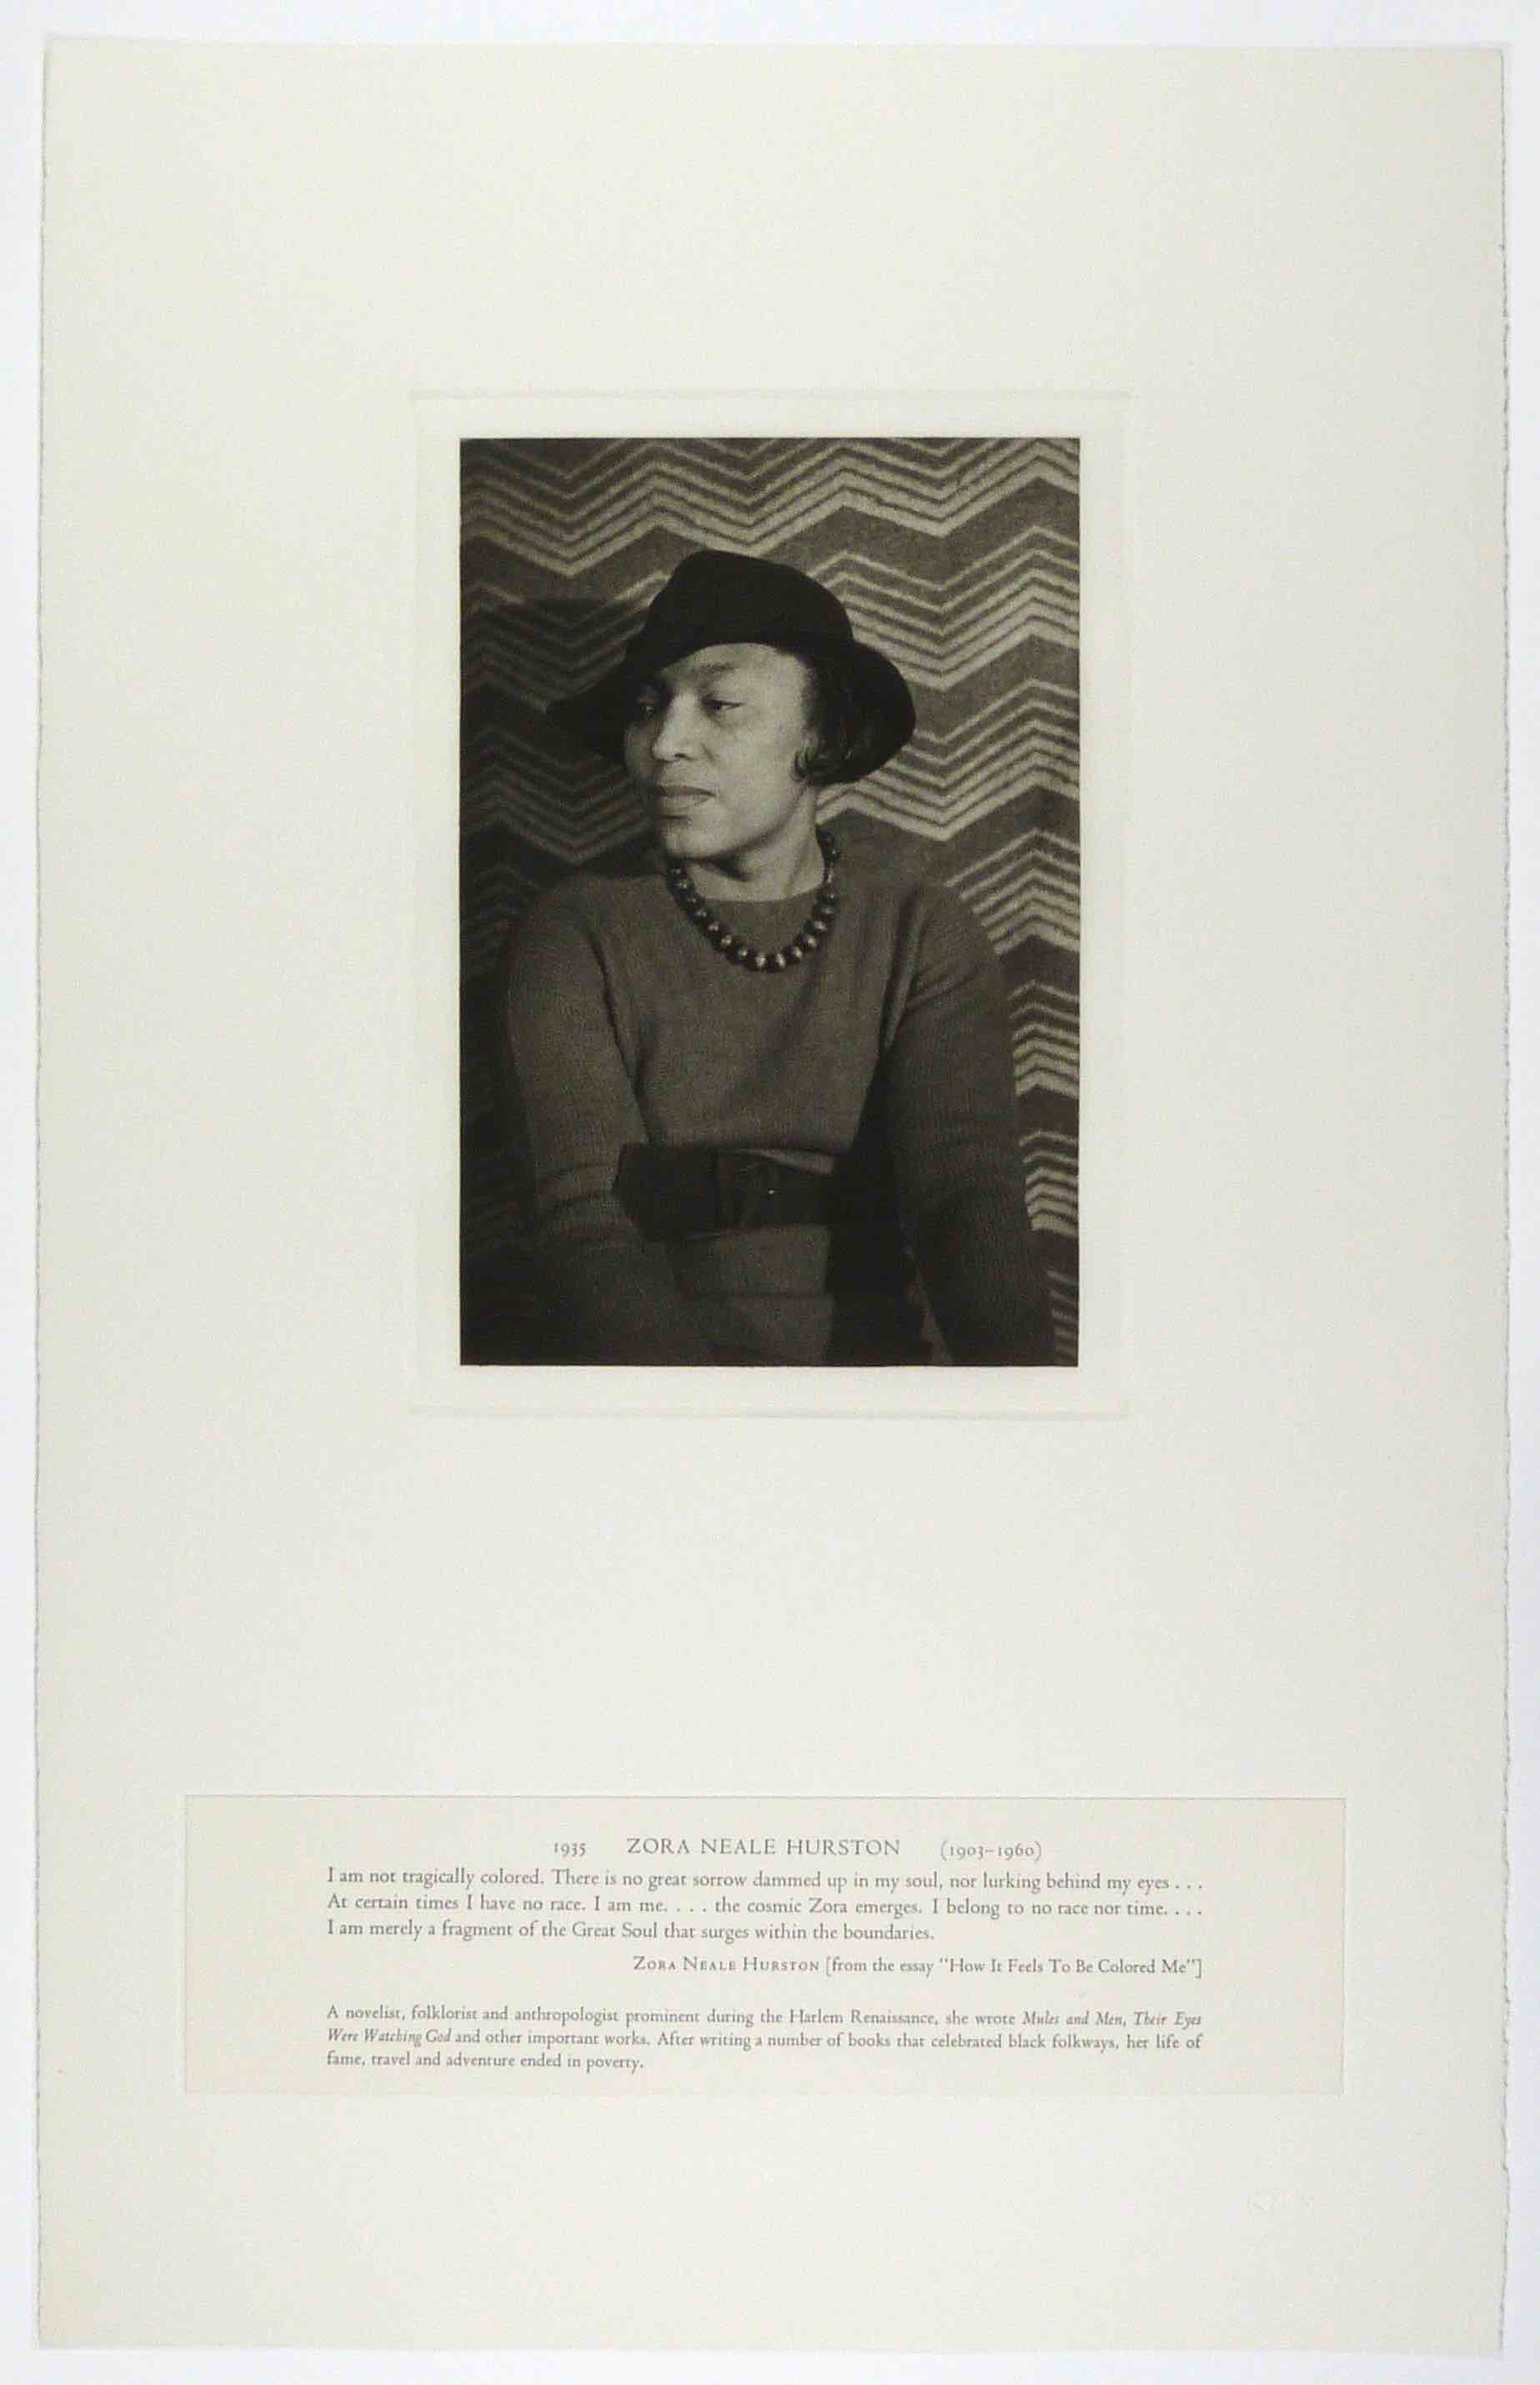 1935 ZORA NEALE HURSTON (1903–1960)
I am not tragically colored. There is no great sorrow dammed up in my soul, nor lurking behind my eyes . . .
At certain times I have no race. I am me. . . . the cosmic Zora emerges. I belong to no race nor time. . . .
I am merely a fragment of the Great Soul that surges within the boundaries.
ZORA NEALE HURSTON [from the essay "How It Feels To Be Colored Me"]
A novelist, folklorist and anthropologist prominent during the Harlem Renaissance, she wrote Mules and Men, Their Eyes
Were Watching God and other important works. After writing a number of books that celebrated black folkways, her life of
fame, travel and adventure ended in poverty.